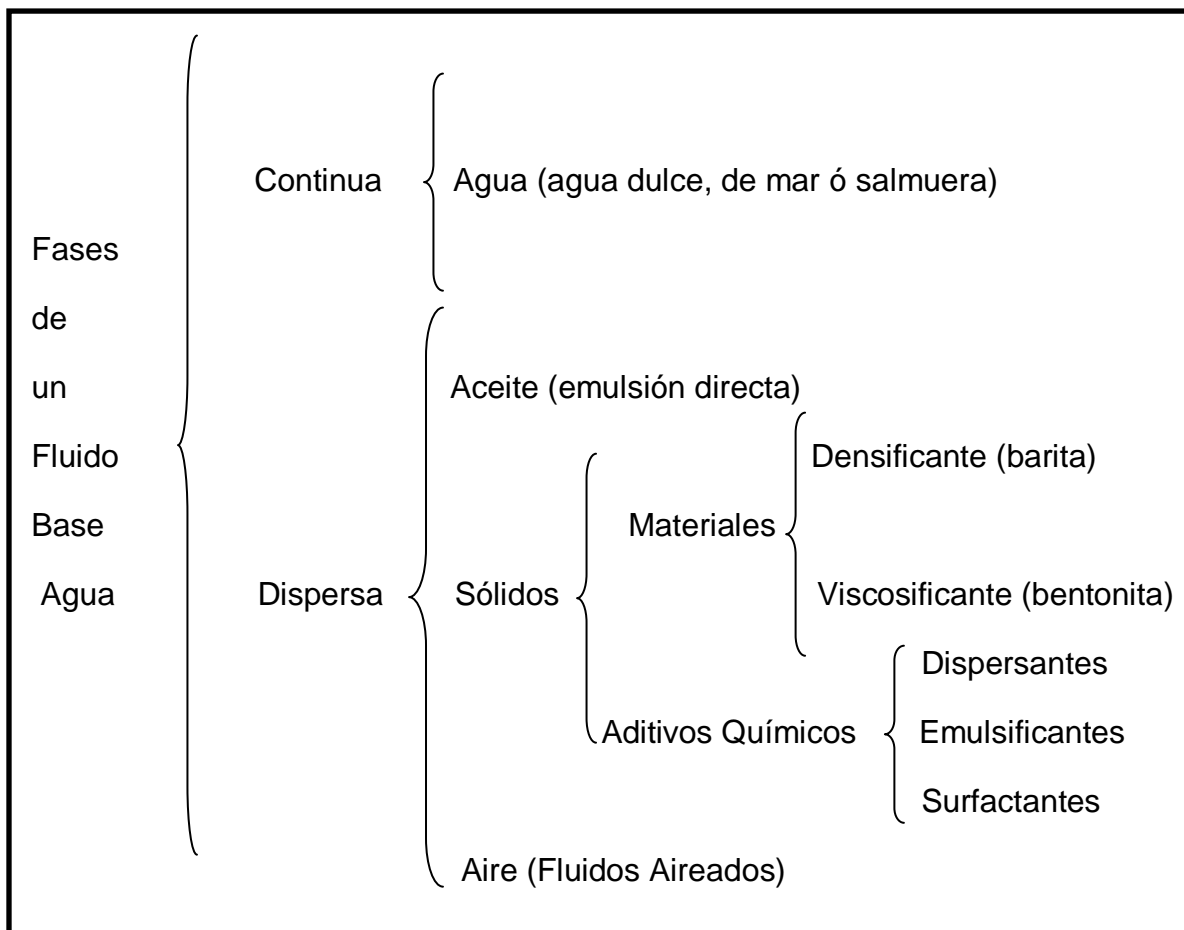 Fases
de
un
Fluido
Base
Agua
Continua
Agua (agua dulce, de mar ó salmuera)
Dispersa
Aceite (emulsión directa)
Sólidos
Materiales
Densificante (barita)
Viscosificante (bentonita)
Aditivos Químicos
Dispersantes
Emulsificantes
Surfactantes
Aire (Fluidos Aireados)